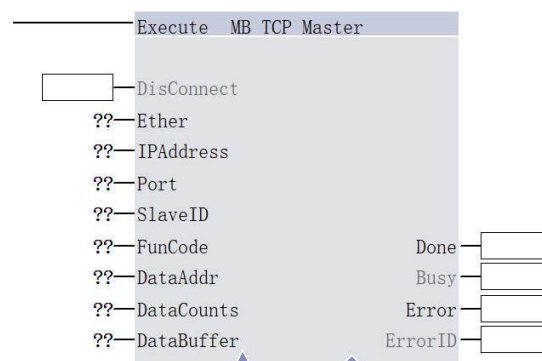 Execute MB TCP Master
DisConnect
?? Ether
?? IPAddress
?? Port
?? SlaveID
?? FunCode Done
?? DataAddr Busy
?? DataCounts Error
?? DataBuffer ErrorID